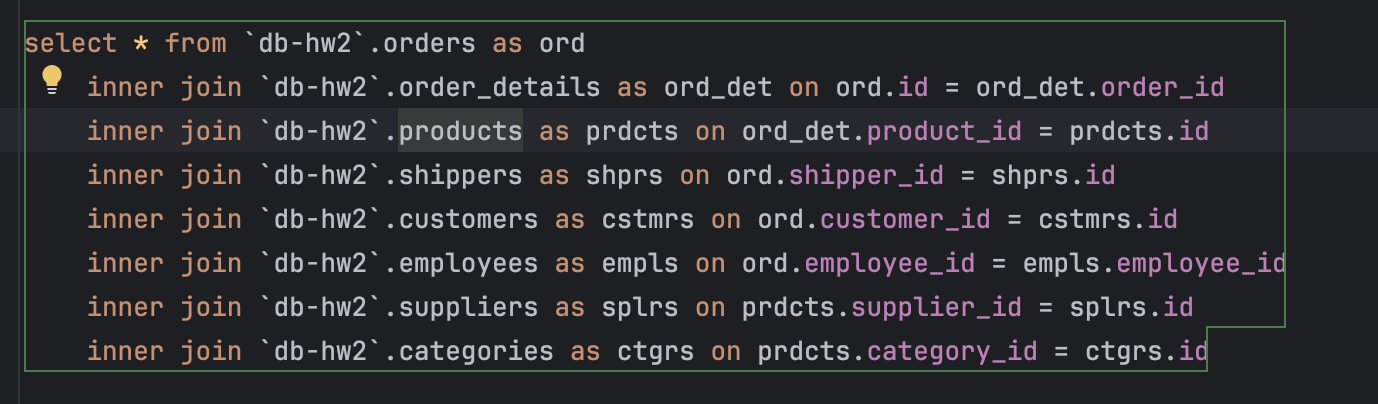 select * from `db-hw2`.orders as ord
inner join `db-hw2`.order_details as ord_det on ord.id = ord_det.order_id
inner join `db-hw2`.products as prdcts on ord_det.product_id = prdcts.id
inner join `db-hw2`.shippers as shprs on ord.shipper_id = shprs.id
inner join `db-hw2`.customers as cstmrs on ord.customer_id = cstmrs.id
inner join `db-hw2`.employees as empls on ord.employee_id = empls.employee_id
inner join `db-hw2`.suppliers as splrs on prdcts.supplier_id = splrs.id
inner join `db-hw2`.categories as ctgrs on prdcts.category_id = ctgrs.id